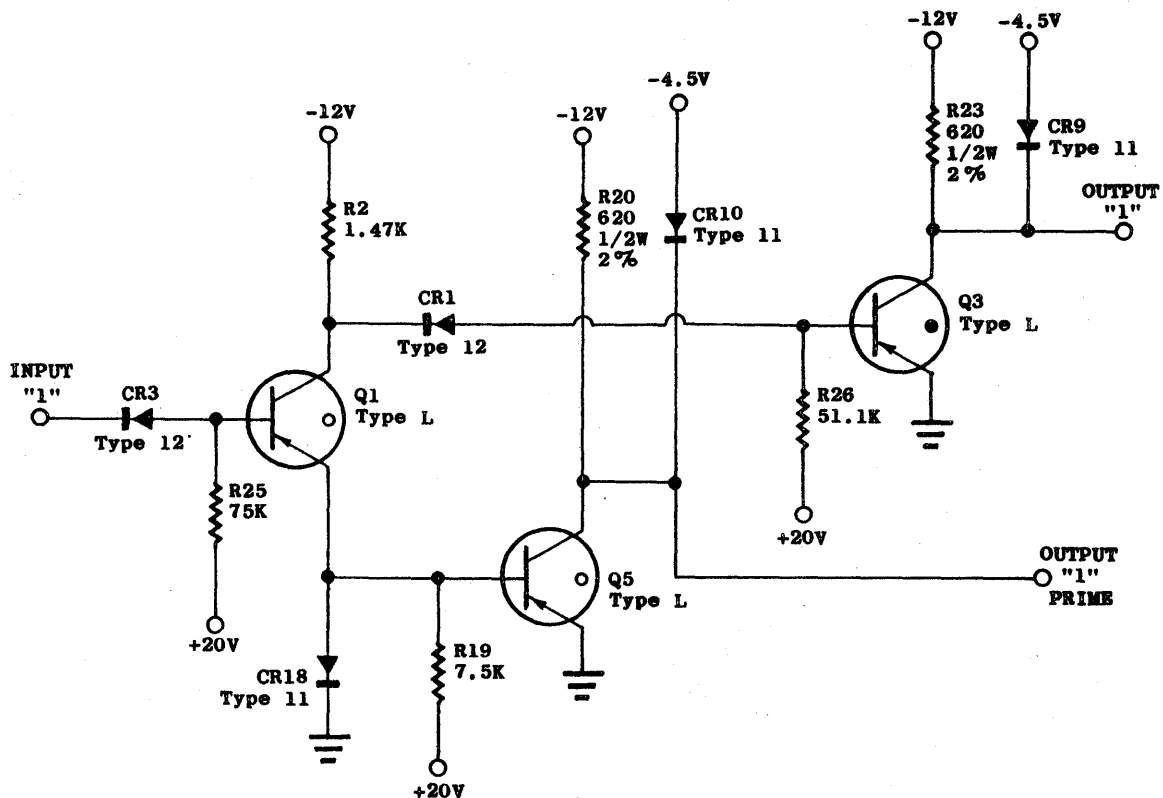 -12V
-4.5V
R23
620
1/2W
2%
CR9
Type 11
OUTPUT
"1"
-4.5V
-12V
-12V
R2
1.47K
R20
620
1/2W
2%
CR10
Type 11
CR1
Type 12
Q3
Type L
INPUT
"1"
CR3
Type 12
Q1
Type L
R26
51.1K
R25
75K
+20V
+20V
Q5
Type L
OUTPUT
"1"
PRIME
CR18
Type 11
R19
7.5K
+20V